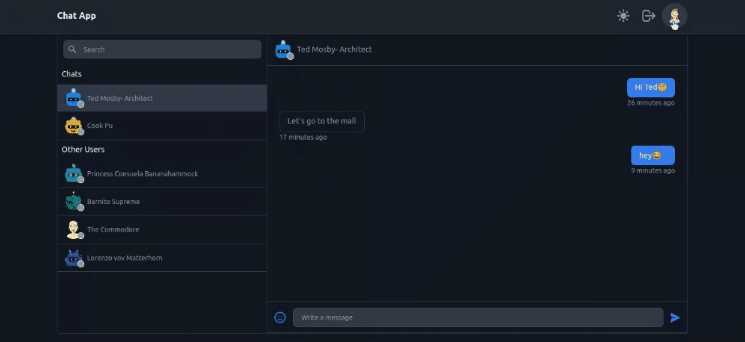 Chat App
Search
Chats
Ted Mosby- Architect
Cook Pu
Other Users
Princess Consuela Bananahammock
Barnito Supreme
The Commodore
Lorenzo vov Matterhorn
Ted Mosby- Architect
Hi Ted🤠
26 minutes ago
Let's go to the mall
17 minutes ago
hey😂
9 minutes ago
Write a message